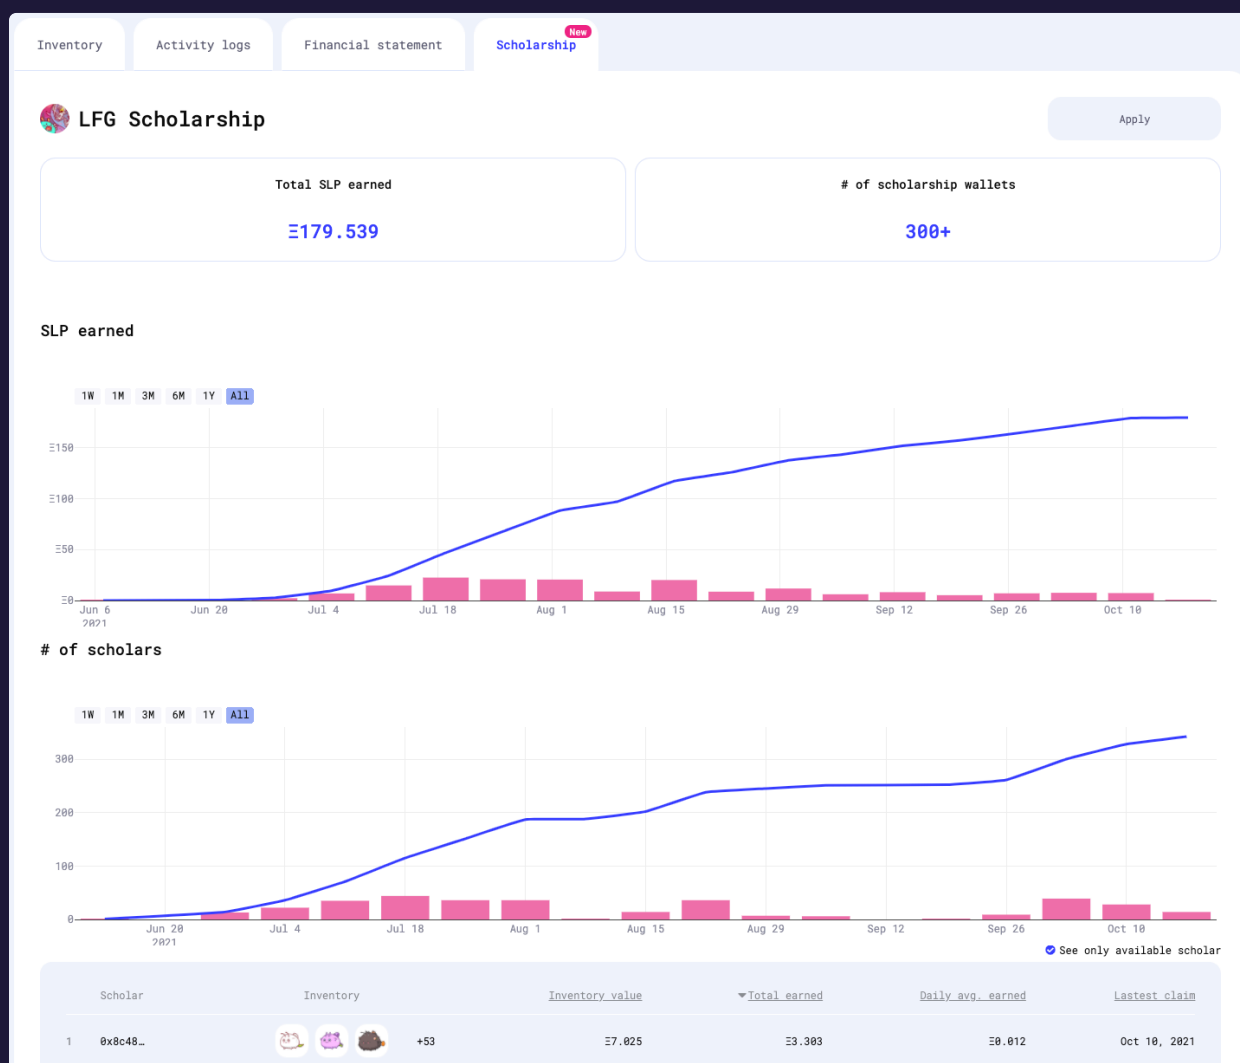 Inventory
Activity logs
Financial statement
Scholarship
New
LFG Scholarship
Apply
Total SLP earned
# of scholarship wallets
Ξ179.539
300+
SLP earned
1W 1M 3M 6M 1Y All
Ξ150
Ξ100
Ξ50
Ξ0
Jun 6 Jun 20 Jul 4 Jul 18 Aug 1 Aug 15 Aug 29 Sep 12 Sep 26 Oct 10
2021
# of scholars
1W 1M 3M 6M 1Y All
300
200
100
0
Jun 20 Jul 4 Jul 18 Aug 1 Aug 15 Aug 29 Sep 12 Sep 26 Oct 10
2021
See only available scholar
Scholar Inventory Inventory value Total earned Daily avg. earned Lastest claim
1 0x8c48… +53 Ξ7.025 Ξ3.303 Ξ0.012 Oct 10, 2021